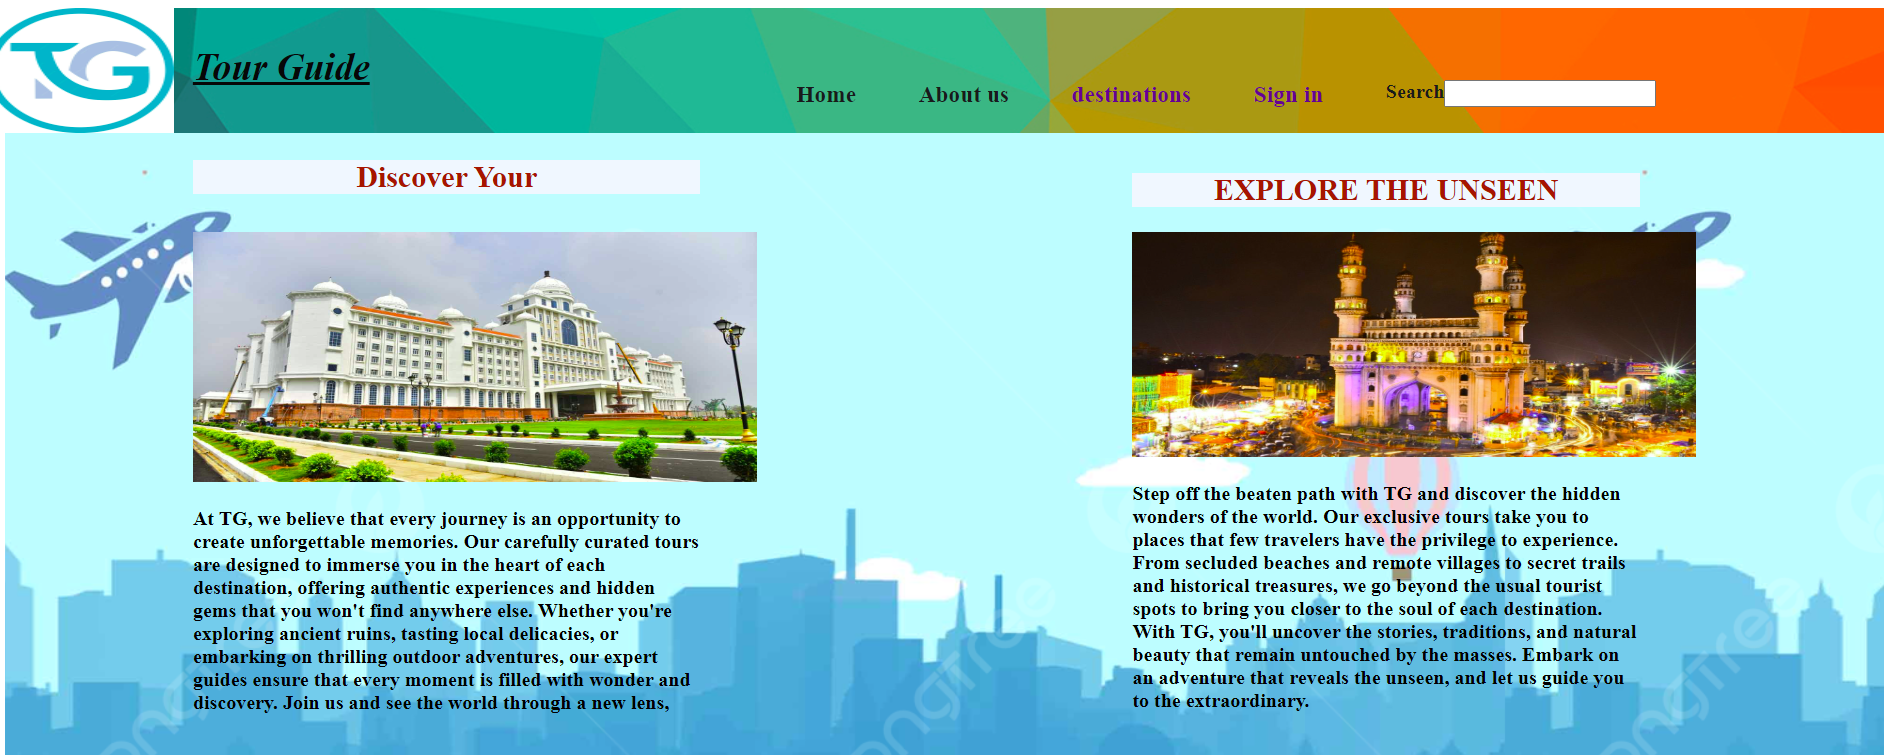 TG
Tour Guide
Home
About us
destinations
Sign in
Search
Discover Your
At TG, we believe that every journey is an opportunity to
create unforgettable memories. Our carefully curated tours
are designed to immerse you in the heart of each
destination, offering authentic experiences and hidden
gems that you won't find anywhere else. Whether you're
exploring ancient ruins, tasting local delicacies, or
embarking on thrilling outdoor adventures, our expert
guides ensure that every moment is filled with wonder and
discovery. Join us and see the world through a new lens,
EXPLORE THE UNSEEN
Step off the beaten path with TG and discover the hidden
wonders of the world. Our exclusive tours take you to
places that few travelers have the privilege to experience.
From secluded beaches and remote villages to secret trails
and historical treasures, we go beyond the usual tourist
spots to bring you closer to the soul of each destination.
With TG, you'll uncover the stories, traditions, and natural
beauty that remain untouched by the masses. Embark on
an adventure that reveals the unseen, and let us guide you
to the extraordinary.